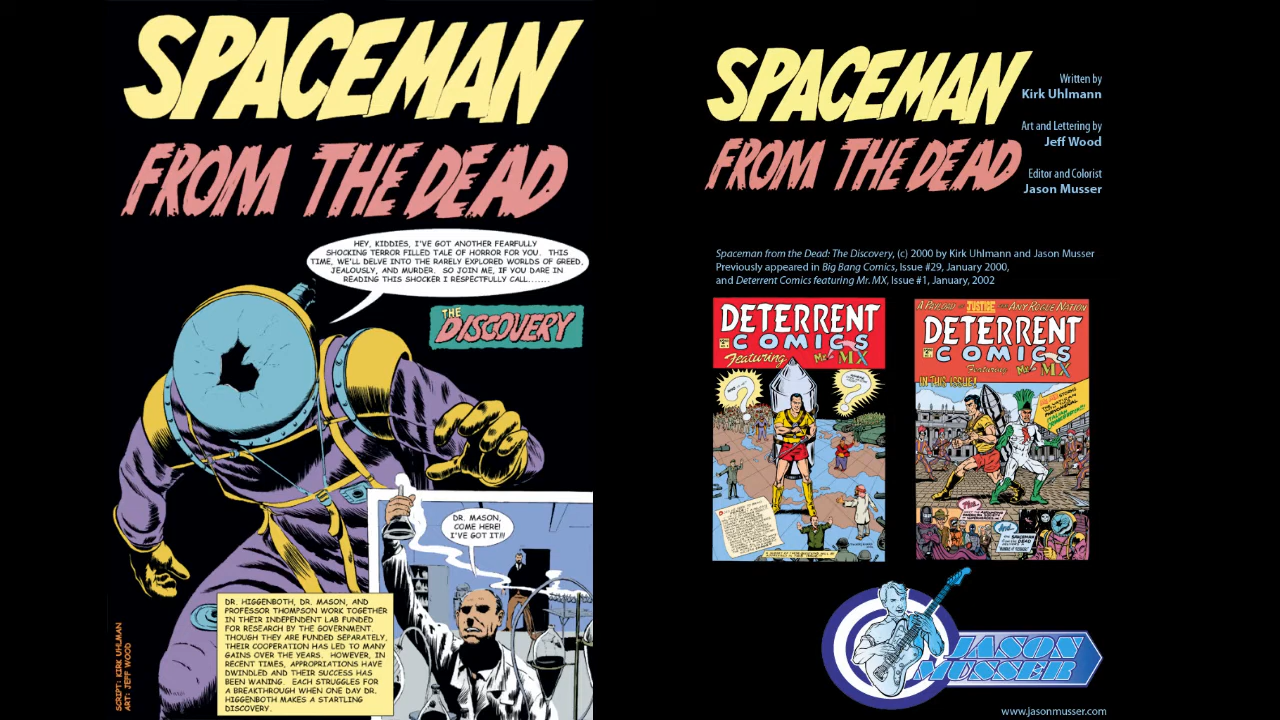 SPACEMAN
FROM THE DEAD
HEY, KIDDIES, I'VE GOT ANOTHER FEARFULLY
SHOCKING TERROR FILLED TALE OF HORROR FOR YOU. THIS
TIME, WE'LL DELVE INTO THE RARELY EXPLORED WORLDS OF GREED,
JEALOUSLY, AND MURDER. SO JOIN ME, IF YOU DARE IN
READING THIS SHOCKER I RESPECTFULLY CALL.......
THE
DISCOVERY
DR. MASON,
COME HERE!
I'VE GOT IT!!!
DR. HIGGENBOTH, DR. MASON, AND
PROFESSOR THOMPSON WORK TOGETHER
IN THEIR INDEPENDENT LAB FUNDED
FOR RESEARCH BY THE GOVERNMENT.
THOUGH THEY ARE FUNDED SEPARATELY,
THEIR COOPERATION HAS LED TO MANY
GAINS OVER THE YEARS. HOWEVER, IN
RECENT TIMES, APPROPRIATIONS HAVE
DWINDLED AND THEIR SUCCESS HAS
BEEN WANING. EACH STRUGGLES FOR
A BREAKTHROUGH WHEN ONE DAY DR.
HIGGENBOTH MAKES A STARTLING
DISCOVERY.
SCRIPT: KIRK UHLMAN
ART: JEFF WOOD
SPACEMAN
FROM THE DEAD
Written by
Kirk Uhlmann
Art and Lettering by
Jeff Wood
Editor and Colorist
Jason Musser
Spaceman from the Dead: The Discovery, (c) 2000 by Kirk Uhlmann and Jason Musser
Previously appeared in Big Bang Comics, Issue #29, January 2000,
and Deterrent Comics featuring Mr. MX, Issue #1, January, 2002
DETERRENT
COMICS
Featuring Mr. MX
A PAYLOAD OF JUSTICE FOR ANY ROGUE NATION
DETERRENT
COMICS
Featuring Mr. MX
IN THIS ISSUE!
JASON
MUSSER
www.jasonmusser.com